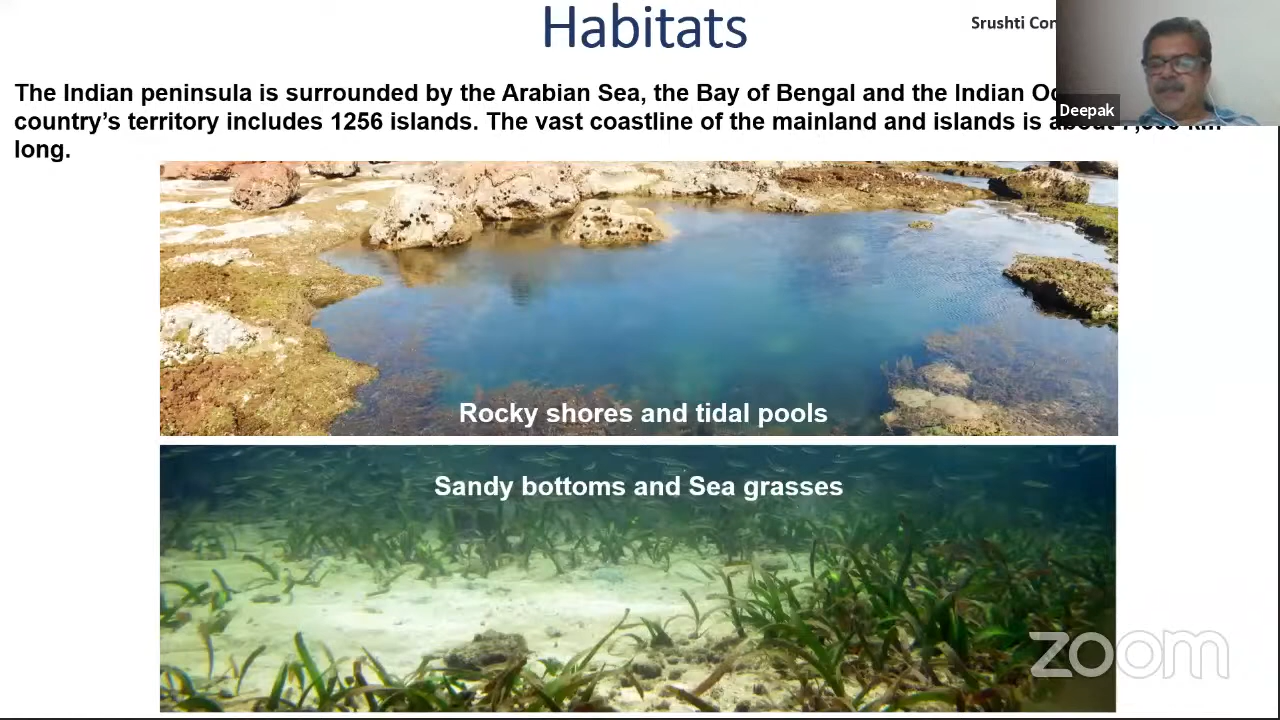 Habitats
Srushti
The Indian peninsula is surrounded by the Arabian Sea, the Bay of Bengal and the Indian
Deepak
country's territory includes 1256 islands. The vast coastline of the mainland and islands is about
long.
Rocky shores and tidal pools
Sandy bottoms and Sea grasses
zoom